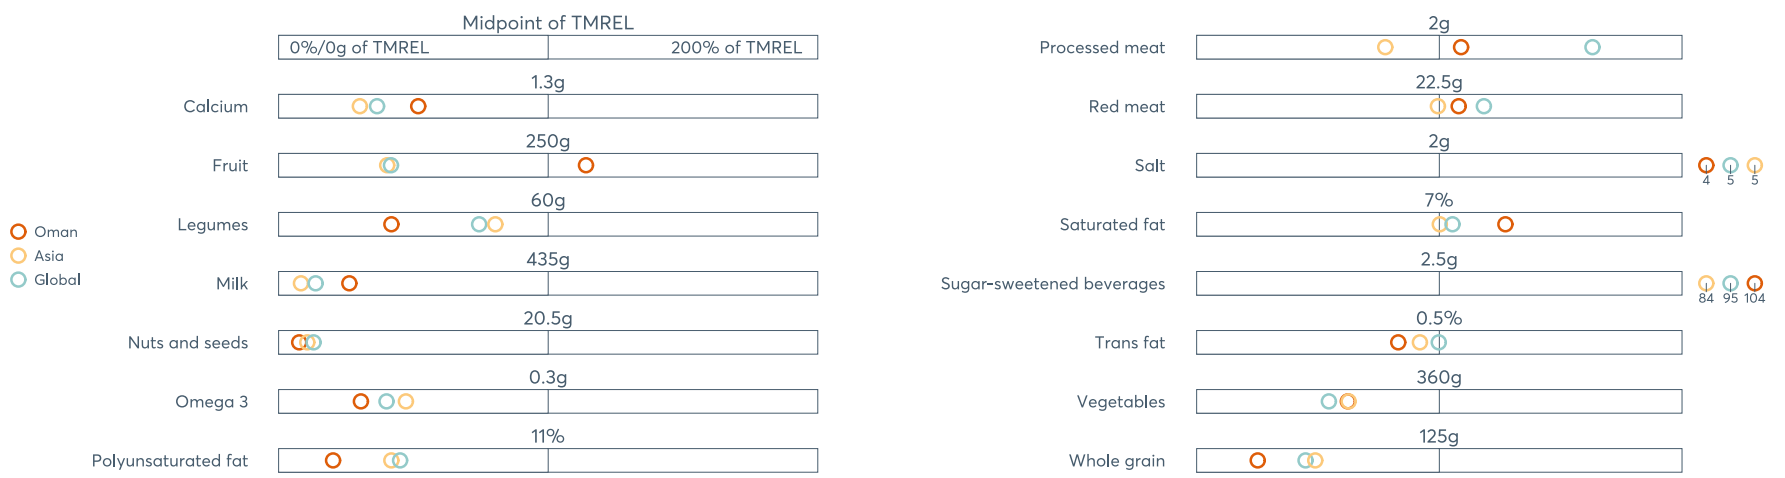 Midpoint of TMREL
0%/0g of TMREL 200% of TMREL
1.3g
Calcium
250g
Fruit
60g
Legumes
435g
Milk
20.5g
Nuts and seeds
0.3g
Omega 3
11%
Polyunsaturated fat
Oman
Asia
Global
2g
Processed meat
22.5g
Red meat
2g
Salt
4 5 5
7%
Saturated fat
2.5g
Sugar-sweetened beverages
84 95 104
0.5%
Trans fat
360g
Vegetables
125g
Whole grain